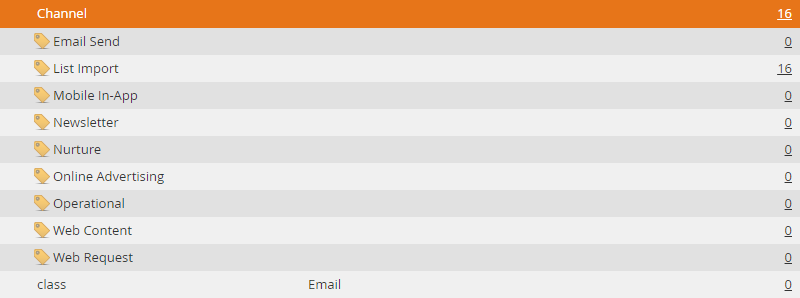 Channel 16
Email Send 0
List Import 16
Mobile In-App 0
Newsletter 0
Nurture 0
Online Advertising 0
Operational 0
Web Content 0
Web Request 0
class Email 0